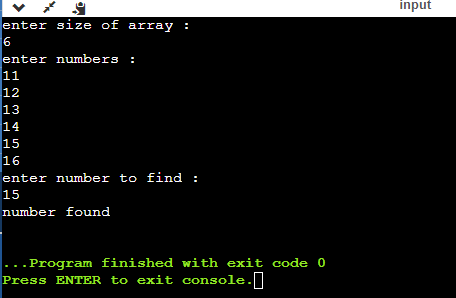 input
enter size of array :
6
enter numbers :
11
12
13
14
15
16
enter number to find :
15
number found
...Program finished with exit code 0
Press ENTER to exit console.